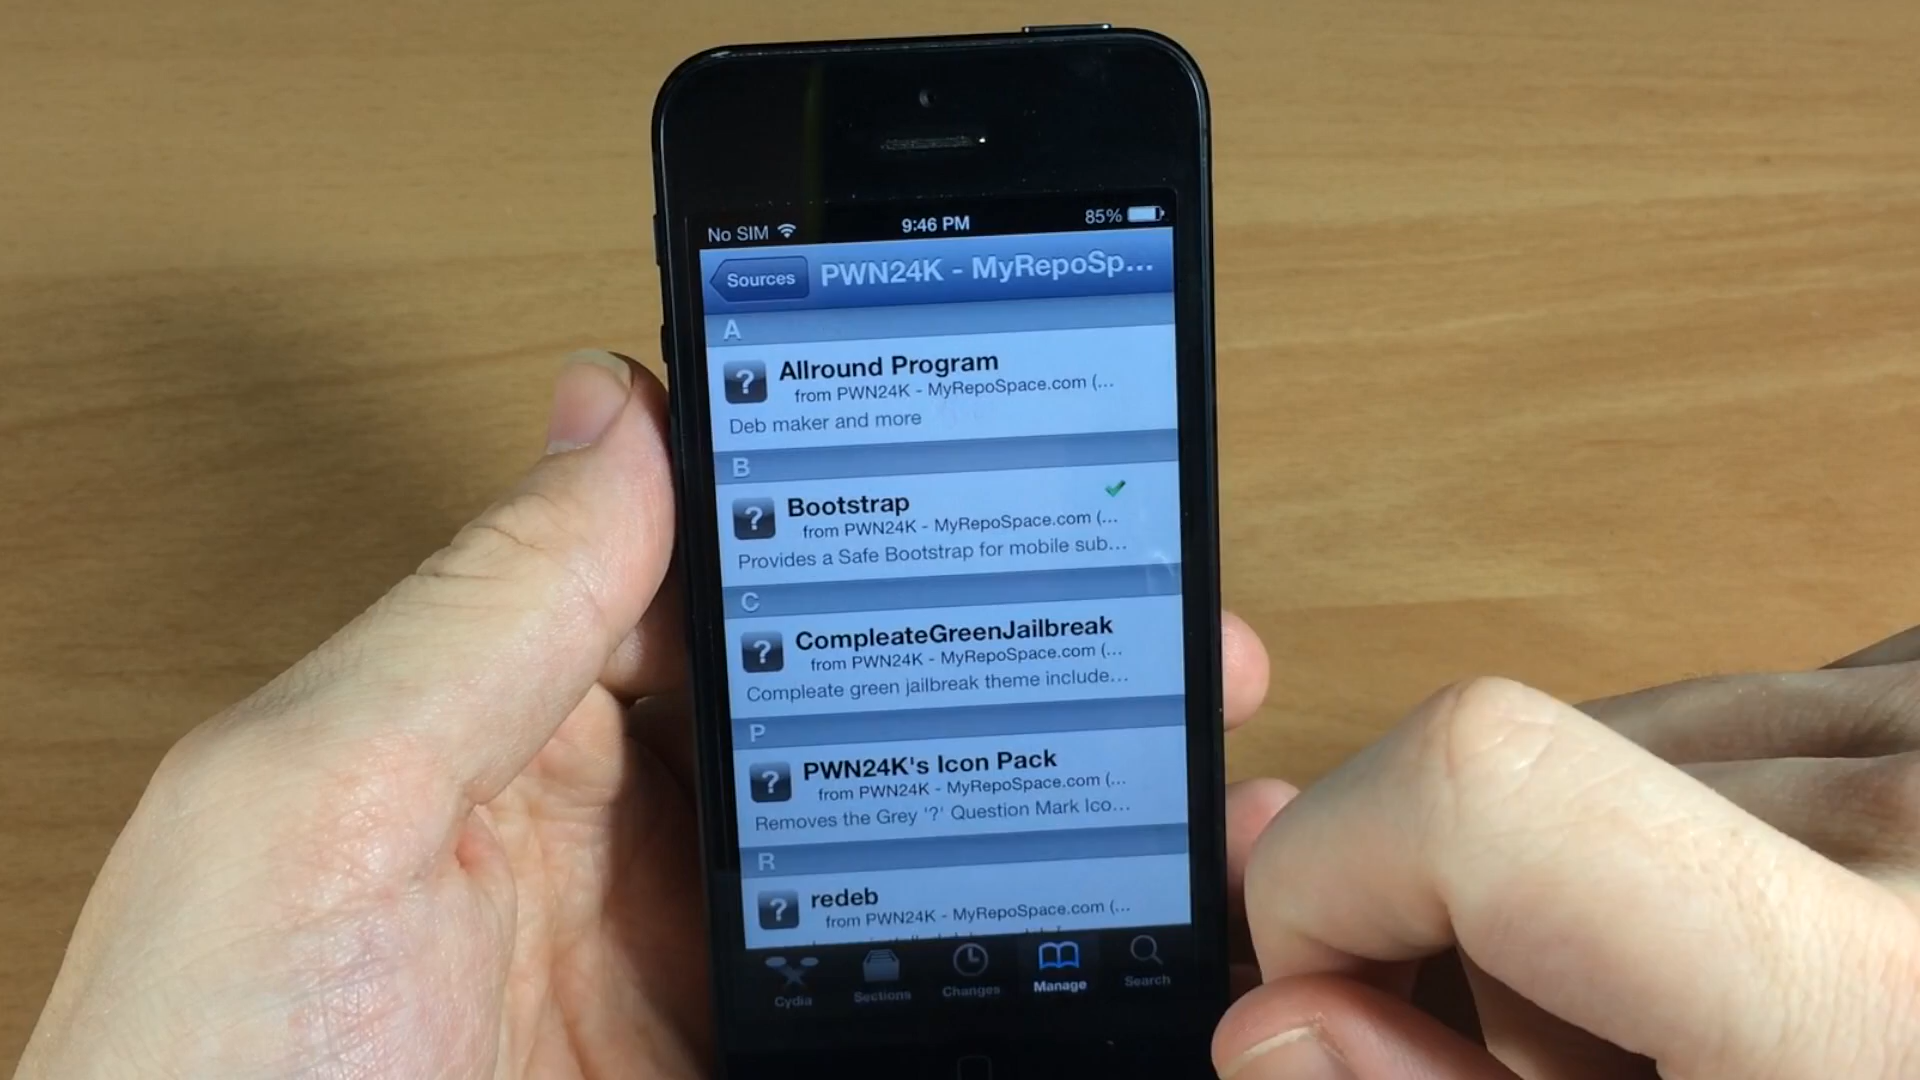 No SIM 9:46 PM 85%
Sources PWN24K - MyRepoSp...
A
? Allround Program
from PWN24K - MyRepoSpace.com (...
Deb maker and more
B
? Bootstrap
from PWN24K - MyRepoSpace.com (...
Provides a Safe Bootstrap for mobile sub...
C
? CompleateGreenJailbreak
from PWN24K - MyRepoSpace.com (...
Compleate green jailbreak theme include...
P
? PWN24K's Icon Pack
from PWN24K - MyRepoSpace.com (...
Removes the Grey '?' Question Mark Ico...
R
? redeb
from PWN24K - MyRepoSpace.com (...
Cydia Sections Changes Manage Search